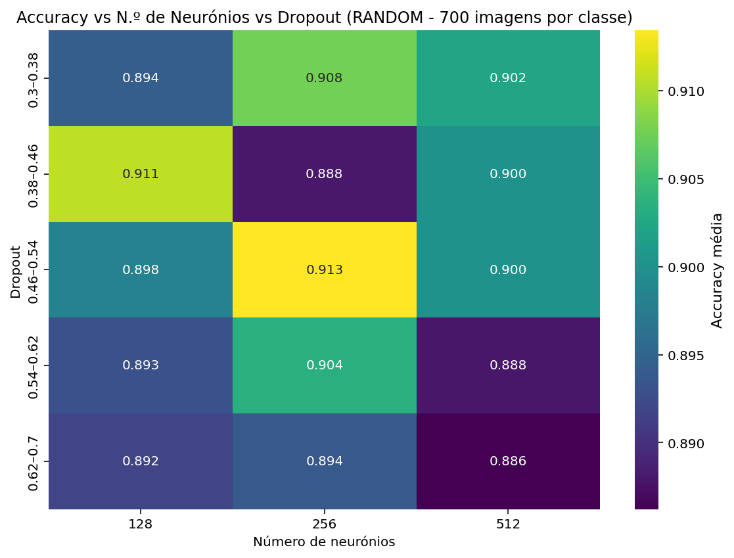 Accuracy vs N.º de Neurónios vs Dropout (RANDOM - 700 imagens por classe)
Dropout
0.3–0.38
0.894 0.908 0.902
0.38–0.46
0.911 0.888 0.900
0.46–0.54
0.898 0.913 0.900
0.54–0.62
0.893 0.904 0.888
0.62–0.7
0.892 0.894 0.886
128 256 512
Número de neurónios
0.910
0.905
0.900
0.895
0.890
Accuracy média